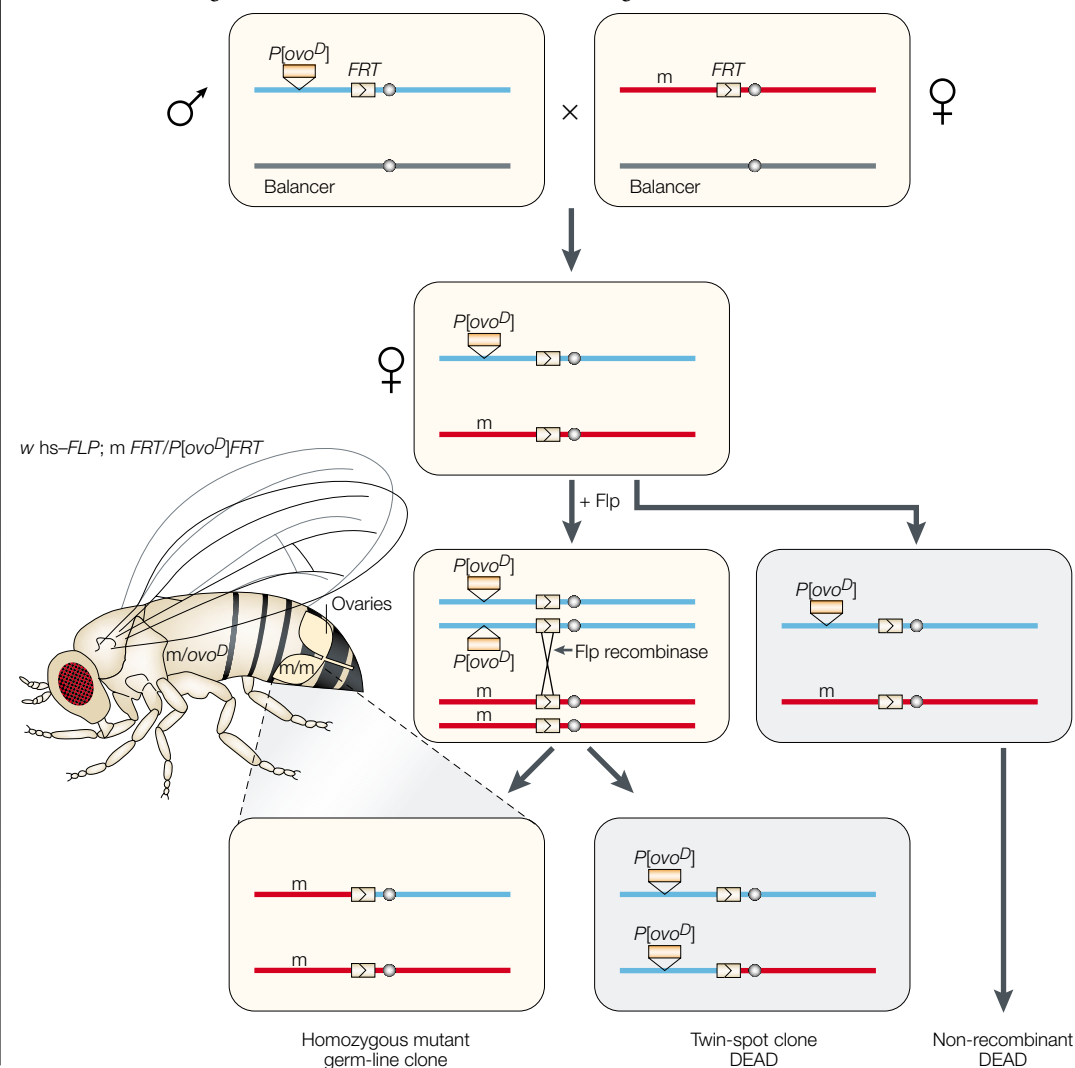 P[ovoD]
FRT
m
FRT
Balancer
Balancer
P[ovoD]
m
w hs–FLP; m FRT/P[ovoD]FRT
+ Flp
Ovaries
m/ovoD
m/m
P[ovoD]
P[ovoD]
Flp recombinase
m
m
P[ovoD]
m
m
m
P[ovoD]
P[ovoD]
Homozygous mutant
germ-line clone
Twin-spot clone
DEAD
Non-recombinant
DEAD